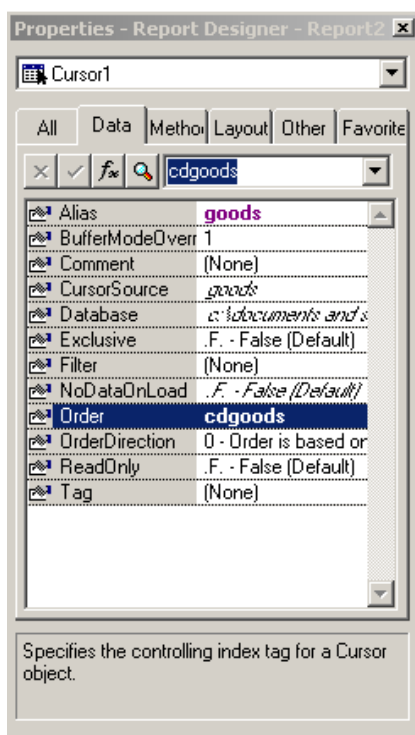 Properties - Report Designer - Report2
Cursor1
All Data Method Layout Other Favorite
cdgoods
Alias goods
BufferModeOverr 1
Comment (None)
CursorSource goods
Database c:\documents and s
Exclusive .F. - False (Default)
Filter (None)
NoDataOnLoad .F. - False (Default)
Order cdgoods
OrderDirection 0 - Order is based on
ReadOnly .F. - False (Default)
Tag (None)
Specifies the controlling index tag for a Cursor
object.